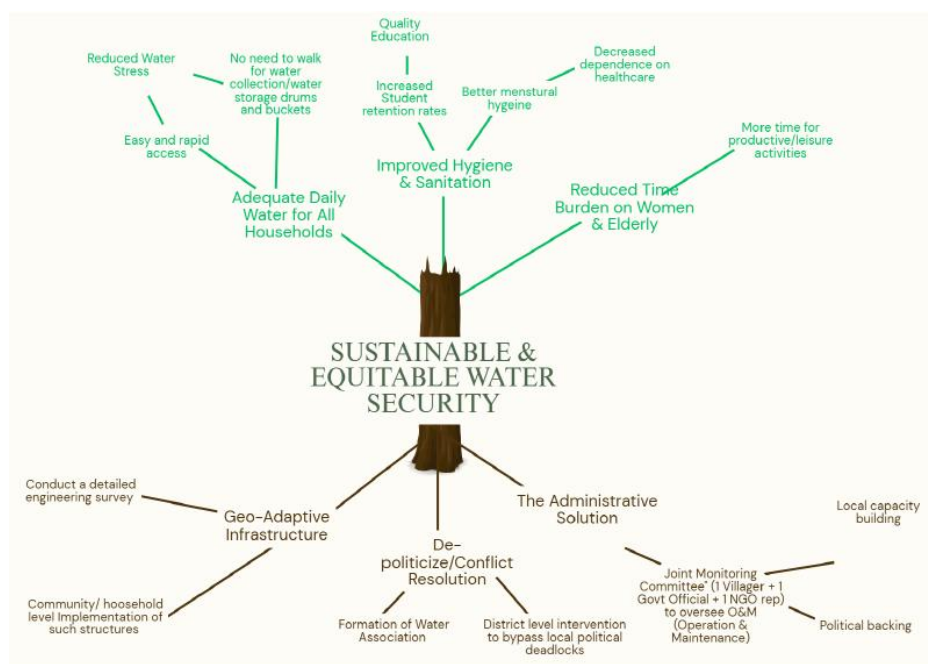 Quality
Education
Reduced Water
Stress
No need to walk
for water
collection/water
storage drums
and buckets
Decreased
dependence on
healthcare
Increased
Student
retention rates
Better menstural
hygeine
Easy and rapid
access
More time for
productive/leisure
activities
Improved Hygiene
& Sanitation
Adequate Daily
Water for All
Households
Reduced Time
Burden on Women
& Elderly
SUSTAINABLE &
EQUITABLE WATER
SECURITY
Conduct a detailed
engineering survey
Geo-Adaptive
Infrastructure
Community/ hoosehold
level Implementation of
such structures
De-
politicize/Conflict
Resolution
Formation of Water
Association
District level intervention
to bypass local political
deadlocks
The Administrative
Solution
Joint Monitoring
Committee* (1 Villager + 1
Govt Official + 1 NGO rep)
to oversee O&M
(Operation &
Maintenance)
Local capacity
building
Political backing